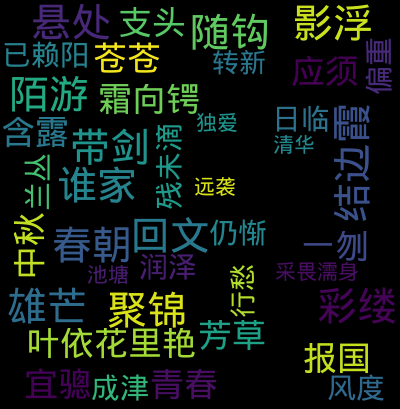 悬处
支头
随钩
影浮
已赖阳
苍苍
转新
应须
偏重
陌游
霜向锷
独爱
日临
含露
带剑
残未滴
清华
结边霞
兰丛
谁家
远袭
中秋
春朝
回文
仍惭
一刎
池塘
润泽
行愁
采畏濡身
雄芒
聚锦
彩缕
叶依花里艳
芳草
报国
宜骢
成津
青春
风度